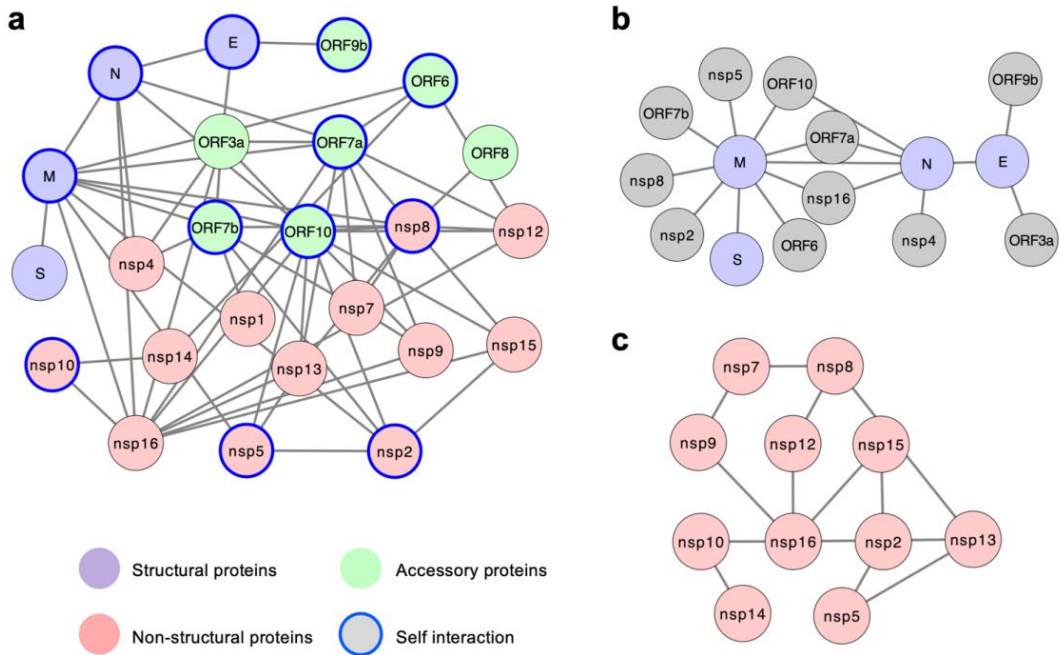 a
E
ORF9b
N
ORF6
ORF3a
ORF7a
ORF8
M
ORF7b
ORF10
nsp8
nsp12
S
nsp4
nsp1
nsp7
nsp14
nsp9
nsp15
nsp10
nsp13
nsp16
nsp5
nsp2
Structural proteins
Accessory proteins
Non-structural proteins
Self interaction
b
nsp5
ORF10
ORF9b
ORF7b
ORF7a
M
N
E
nsp8
nsp16
nsp2
ORF6
nsp4
ORF3a
S
c
nsp7
nsp8
nsp9
nsp12
nsp15
nsp10
nsp16
nsp2
nsp13
nsp14
nsp5